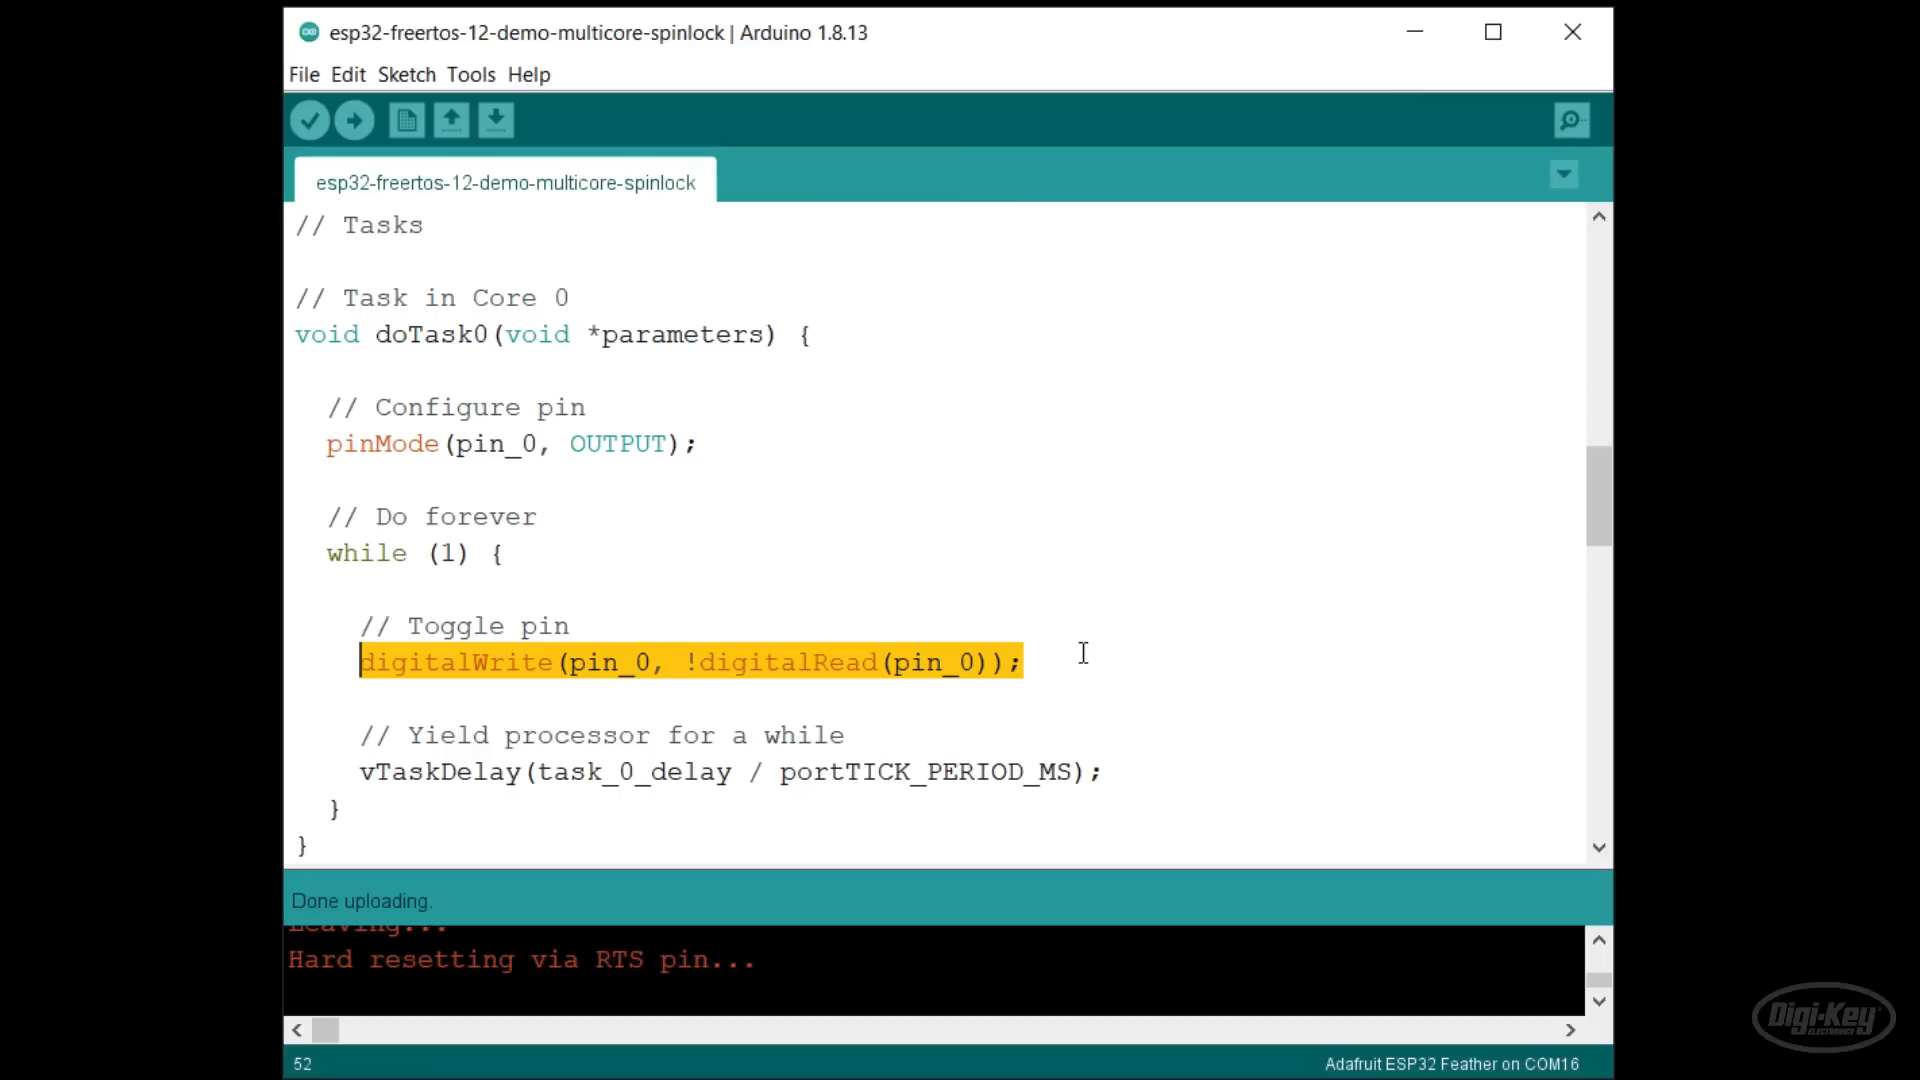 esp32-freertos-12-demo-multicore-spinlock | Arduino 1.8.13
File Edit Sketch Tools Help
esp32-freertos-12-demo-multicore-spinlock
// Tasks
// Task in Core 0
void doTask0(void *parameters) {
// Configure pin
pinMode(pin_0, OUTPUT);
// Do forever
while (1) {
// Toggle pin
digitalWrite(pin_0, !digitalRead(pin_0));
// Yield processor for a while
vTaskDelay(task_0_delay / portTICK_PERIOD_MS);
}
}
Done uploading.
Leaving...
Hard resetting via RTS pin...
52
Adafruit ESP32 Feather on COM16
Digi-Key
ELECTRONICS